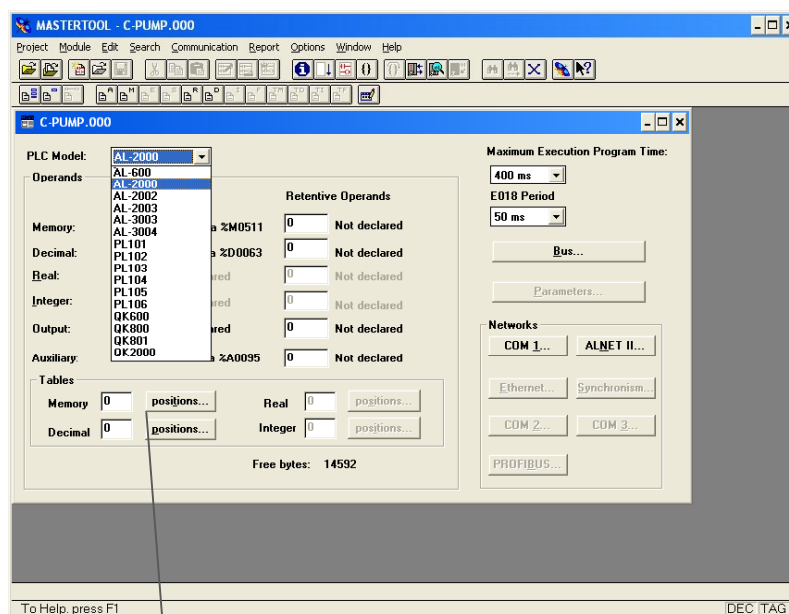 MASTERTOOL - C-PUMP.000
Project Module Edit Search Communication Report Options Window Help
C-PUMP.000
PLC Model: AL-2000
AL-600
AL-2000
AL-2002
AL-2003
AL-3003
AL-3004
PL101
PL102
PL103
PL104
PL105
PL106
QK600
QK800
QK801
QK2000
Operands
Retentive Operands
Memory: a %M0511 0 Not declared
Decimal: a %D0063 0 Not declared
Real: ared 0 Not declared
Integer: ared 0 Not declared
Output: ared 0 Not declared
Auxiliary: a %A0095 0 Not declared
Tables
Memory 0 positions... Real 0 positions...
Decimal 0 positions... Integer 0 positions...
Free bytes: 14592
Maximum Execution Program Time:
400 ms
E018 Period
50 ms
Bus...
Parameters...
Networks
COM 1... ALNET II...
Ethernet... Synchronism...
COM 2... COM 3...
PROFIBUS...
To Help, press F1 DEC TAG